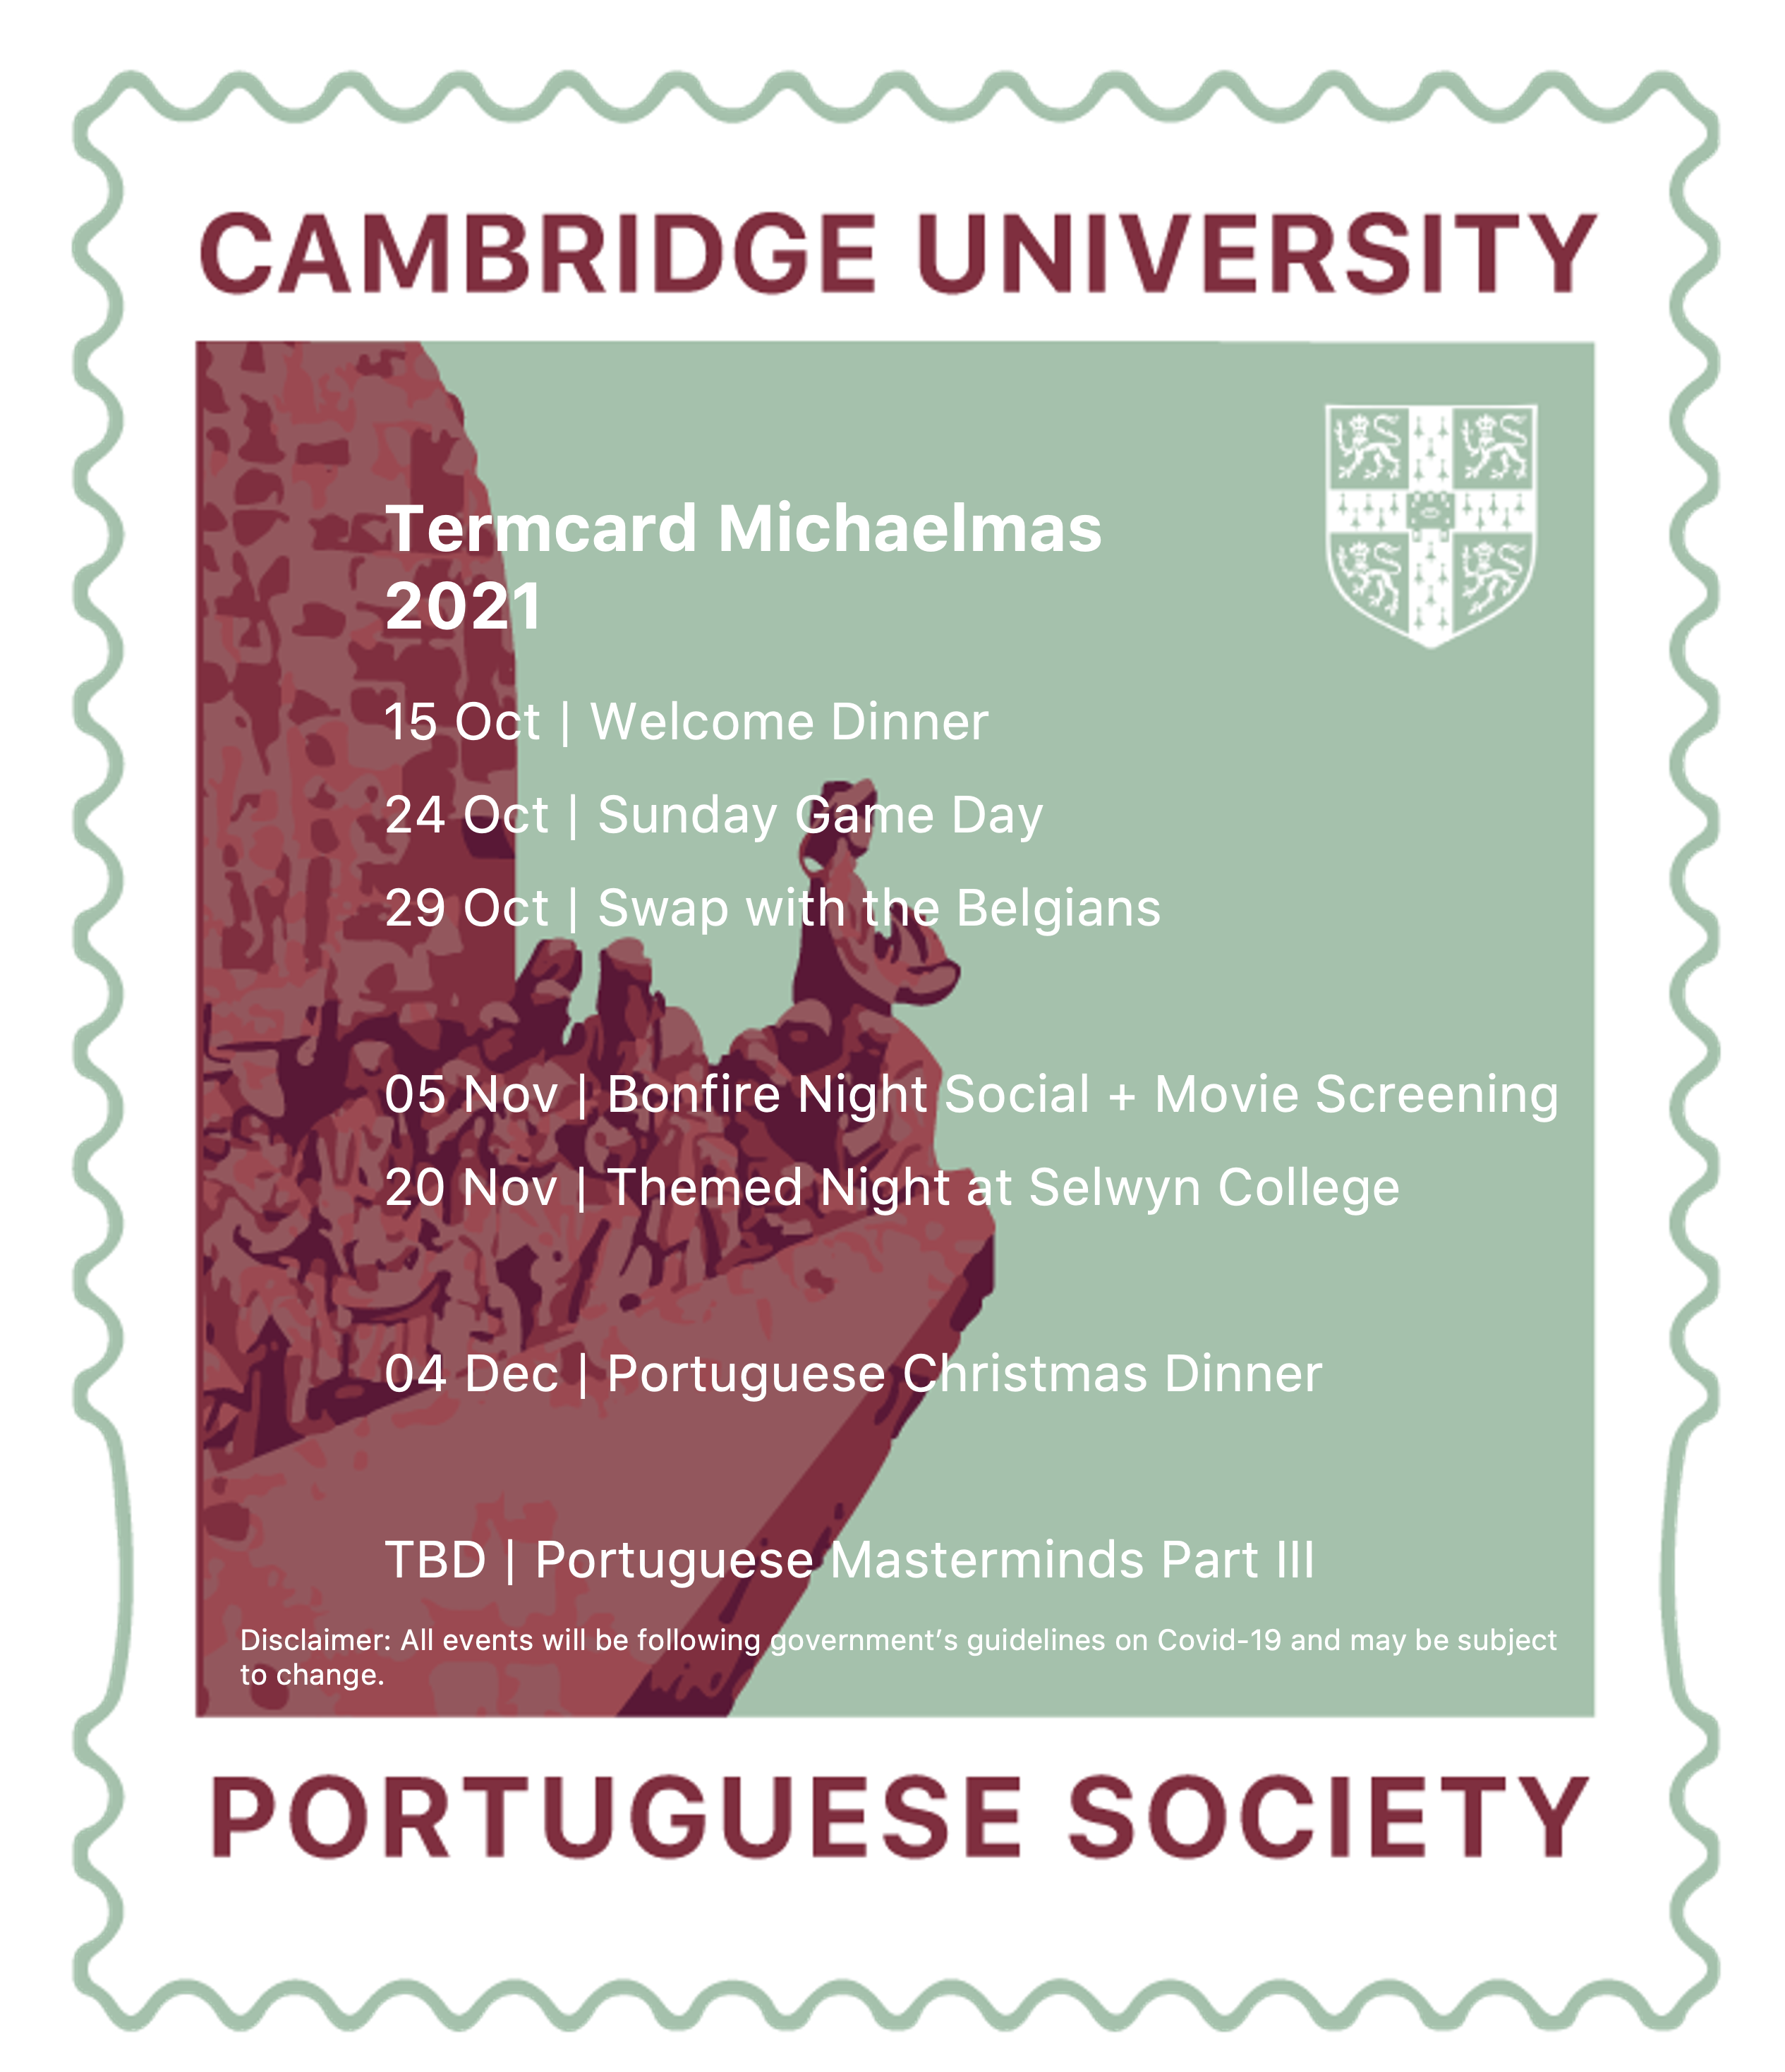 CAMBRIDGE UNIVERSITY
Termcard Michaelmas
2021
15 Oct | Welcome Dinner
24 Oct | Sunday Game Day
29 Oct | Swap with the Belgians
05 Nov | Bonfire Night Social + Movie Screening
20 Nov | Themed Night at Selwyn College
04 Dec | Portuguese Christmas Dinner
TBD | Portuguese Masterminds Part III
Disclaimer: All events will be following government’s guidelines on Covid-19 and may be subject
to change.
PORTUGUESE SOCIETY